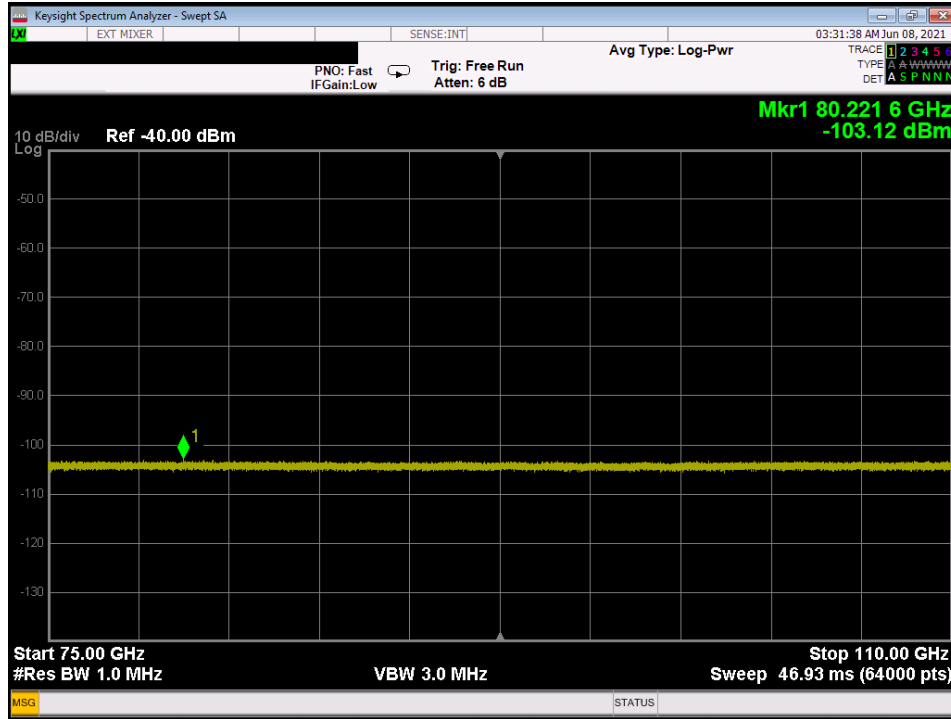 Keysight Spectrum Analyzer - Swept SA
LXI EXT MIXER SENSE:INT 03:31:38 AM Jun 08, 2021
PNO: Fast Trig: Free Run Avg Type: Log-Pwr TRACE 1 2 3 4 5 6
IFGain:Low Atten: 6 dB TYPE A A W W W W
DET A S P N N N
Mkr1 80.221 6 GHz
10 dB/div Ref -40.00 dBm -103.12 dBm
Log
-50.0
-60.0
-70.0
-80.0
-90.0
1
-100
-110
-120
-130
Start 75.00 GHz Stop 110.00 GHz
#Res BW 1.0 MHz VBW 3.0 MHz Sweep 46.93 ms (64000 pts)
MSG STATUS